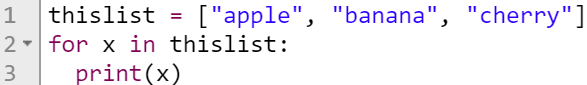 1 thislist = ["apple", "banana", "cherry"]
2 for x in thislist:
3   print(x)